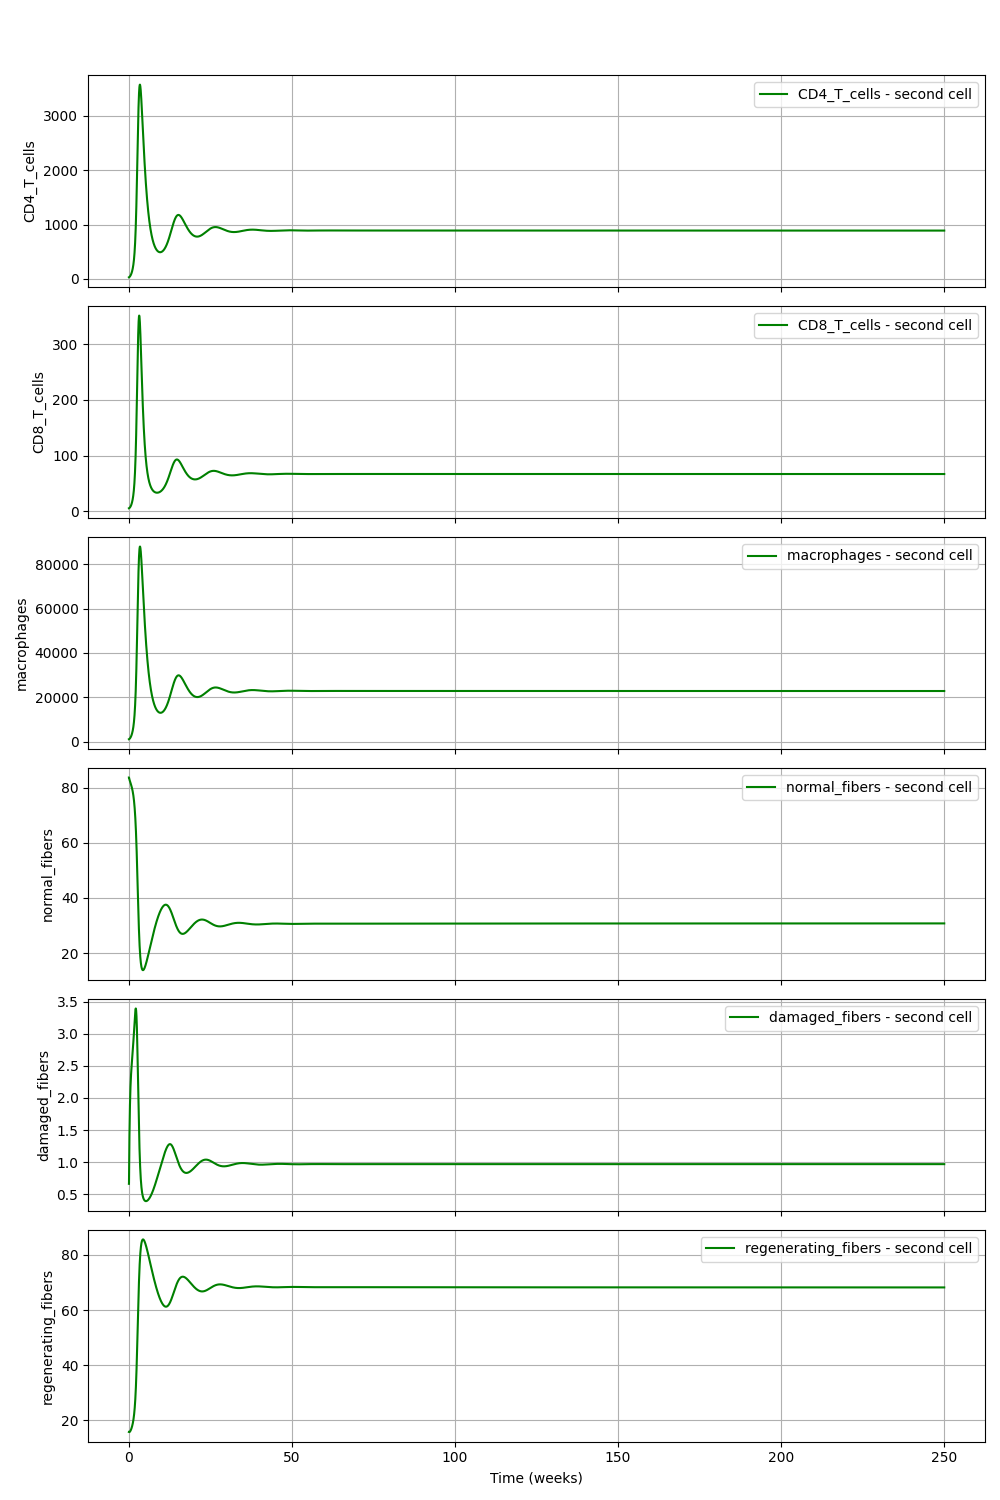 CD4_T_cells - second cell
CD4_T_cells
3000
2000
1000
0
CD8_T_cells - second cell
CD8_T_cells
300
200
100
0
macrophages - second cell
macrophages
80000
60000
40000
20000
0
normal_fibers - second cell
normal_fibers
80
60
40
20
damaged_fibers - second cell
damaged_fibers
3.5
3.0
2.5
2.0
1.5
1.0
0.5
regenerating_fibers - second cell
regenerating_fibers
80
60
40
20
0 50 100 150 200 250
Time (weeks)